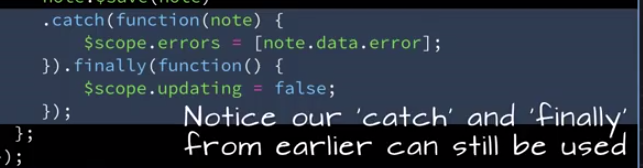 note.$save(note)
.catch(function(note) {
$scope.errors = [note.data.error];
}).finally(function() {
$scope.updating = false;
});
Notice our 'catch' and 'finally'
};
from earlier can still be used
);